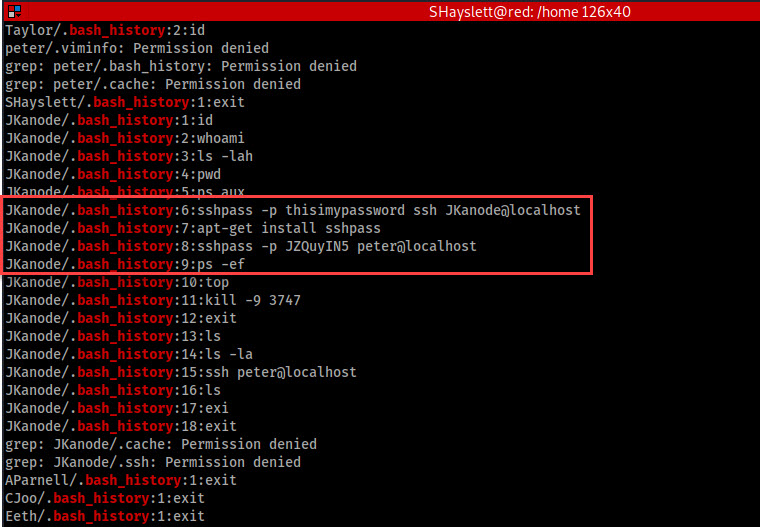 SHayslett@red: /home 126x40
Taylor/.bash_history:2:id
peter/.viminfo: Permission denied
grep: peter/.bash_history: Permission denied
grep: peter/.cache: Permission denied
SHayslett/.bash_history:1:exit
JKanode/.bash_history:1:id
JKanode/.bash_history:2:whoami
JKanode/.bash_history:3:ls -lah
JKanode/.bash_history:4:pwd
JKanode/.bash_history:5:ps aux
JKanode/.bash_history:6:sshpass -p thisimypassword ssh JKanode@localhost
JKanode/.bash_history:7:apt-get install sshpass
JKanode/.bash_history:8:sshpass -p JZQuyIN5 peter@localhost
JKanode/.bash_history:9:ps -ef
JKanode/.bash_history:10:top
JKanode/.bash_history:11:kill -9 3747
JKanode/.bash_history:12:exit
JKanode/.bash_history:13:ls
JKanode/.bash_history:14:ls -la
JKanode/.bash_history:15:ssh peter@localhost
JKanode/.bash_history:16:ls
JKanode/.bash_history:17:exi
JKanode/.bash_history:18:exit
grep: JKanode/.cache: Permission denied
grep: JKanode/.ssh: Permission denied
AParnell/.bash_history:1:exit
CJoo/.bash_history:1:exit
Eeth/.bash_history:1:exit